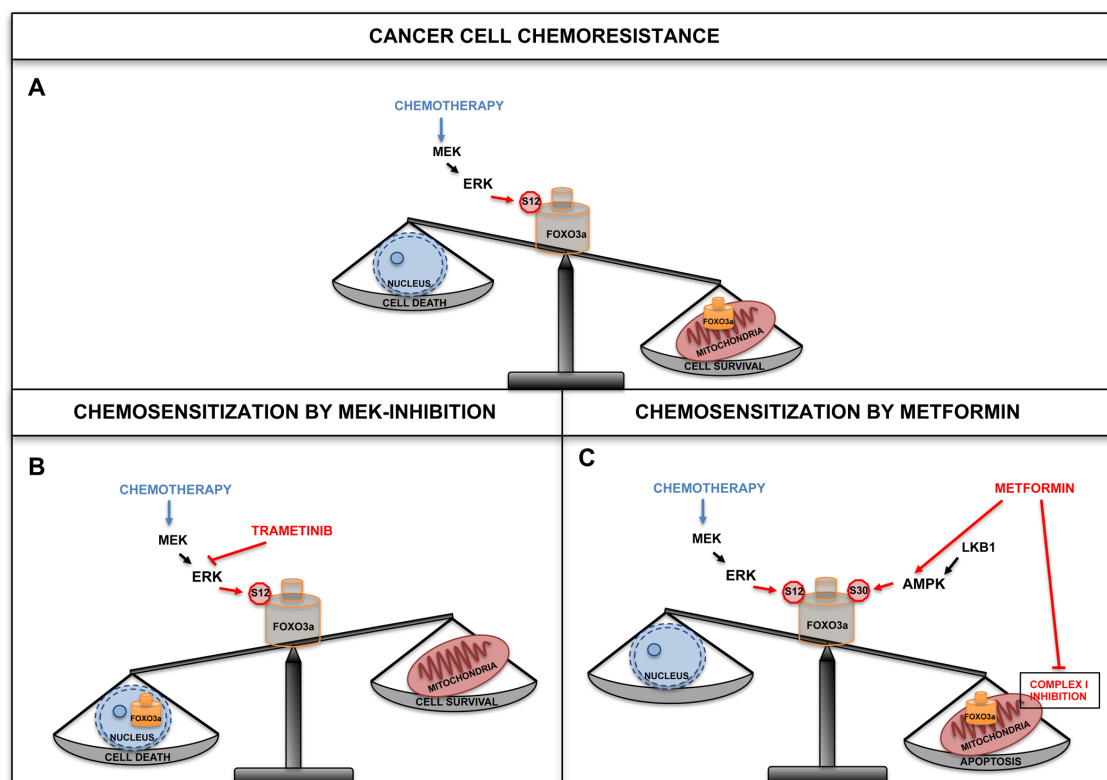 CANCER CELL CHEMORESISTANCE
A
CHEMOTHERAPY
MEK
ERK
S12
FOXO3a
NUCLEUS
CELL DEATH
FOXO3a
MITOCHONDRIA
CELL SURVIVAL
CHEMOSENSITIZATION BY MEK-INHIBITION
B
CHEMOTHERAPY
TRAMETINIB
MEK
ERK
S12
FOXO3a
MITOCHONDRIA
CELL SURVIVAL
FOXO3a
NUCLEUS
CELL DEATH
CHEMOSENSITIZATION BY METFORMIN
C
CHEMOTHERAPY
METFORMIN
MEK
LKB1
ERK
AMPK
S12
S30
FOXO3a
NUCLEUS
COMPLEX I
INHIBITION
FOXO3a
MITOCHONDRIA
APOPTOSIS